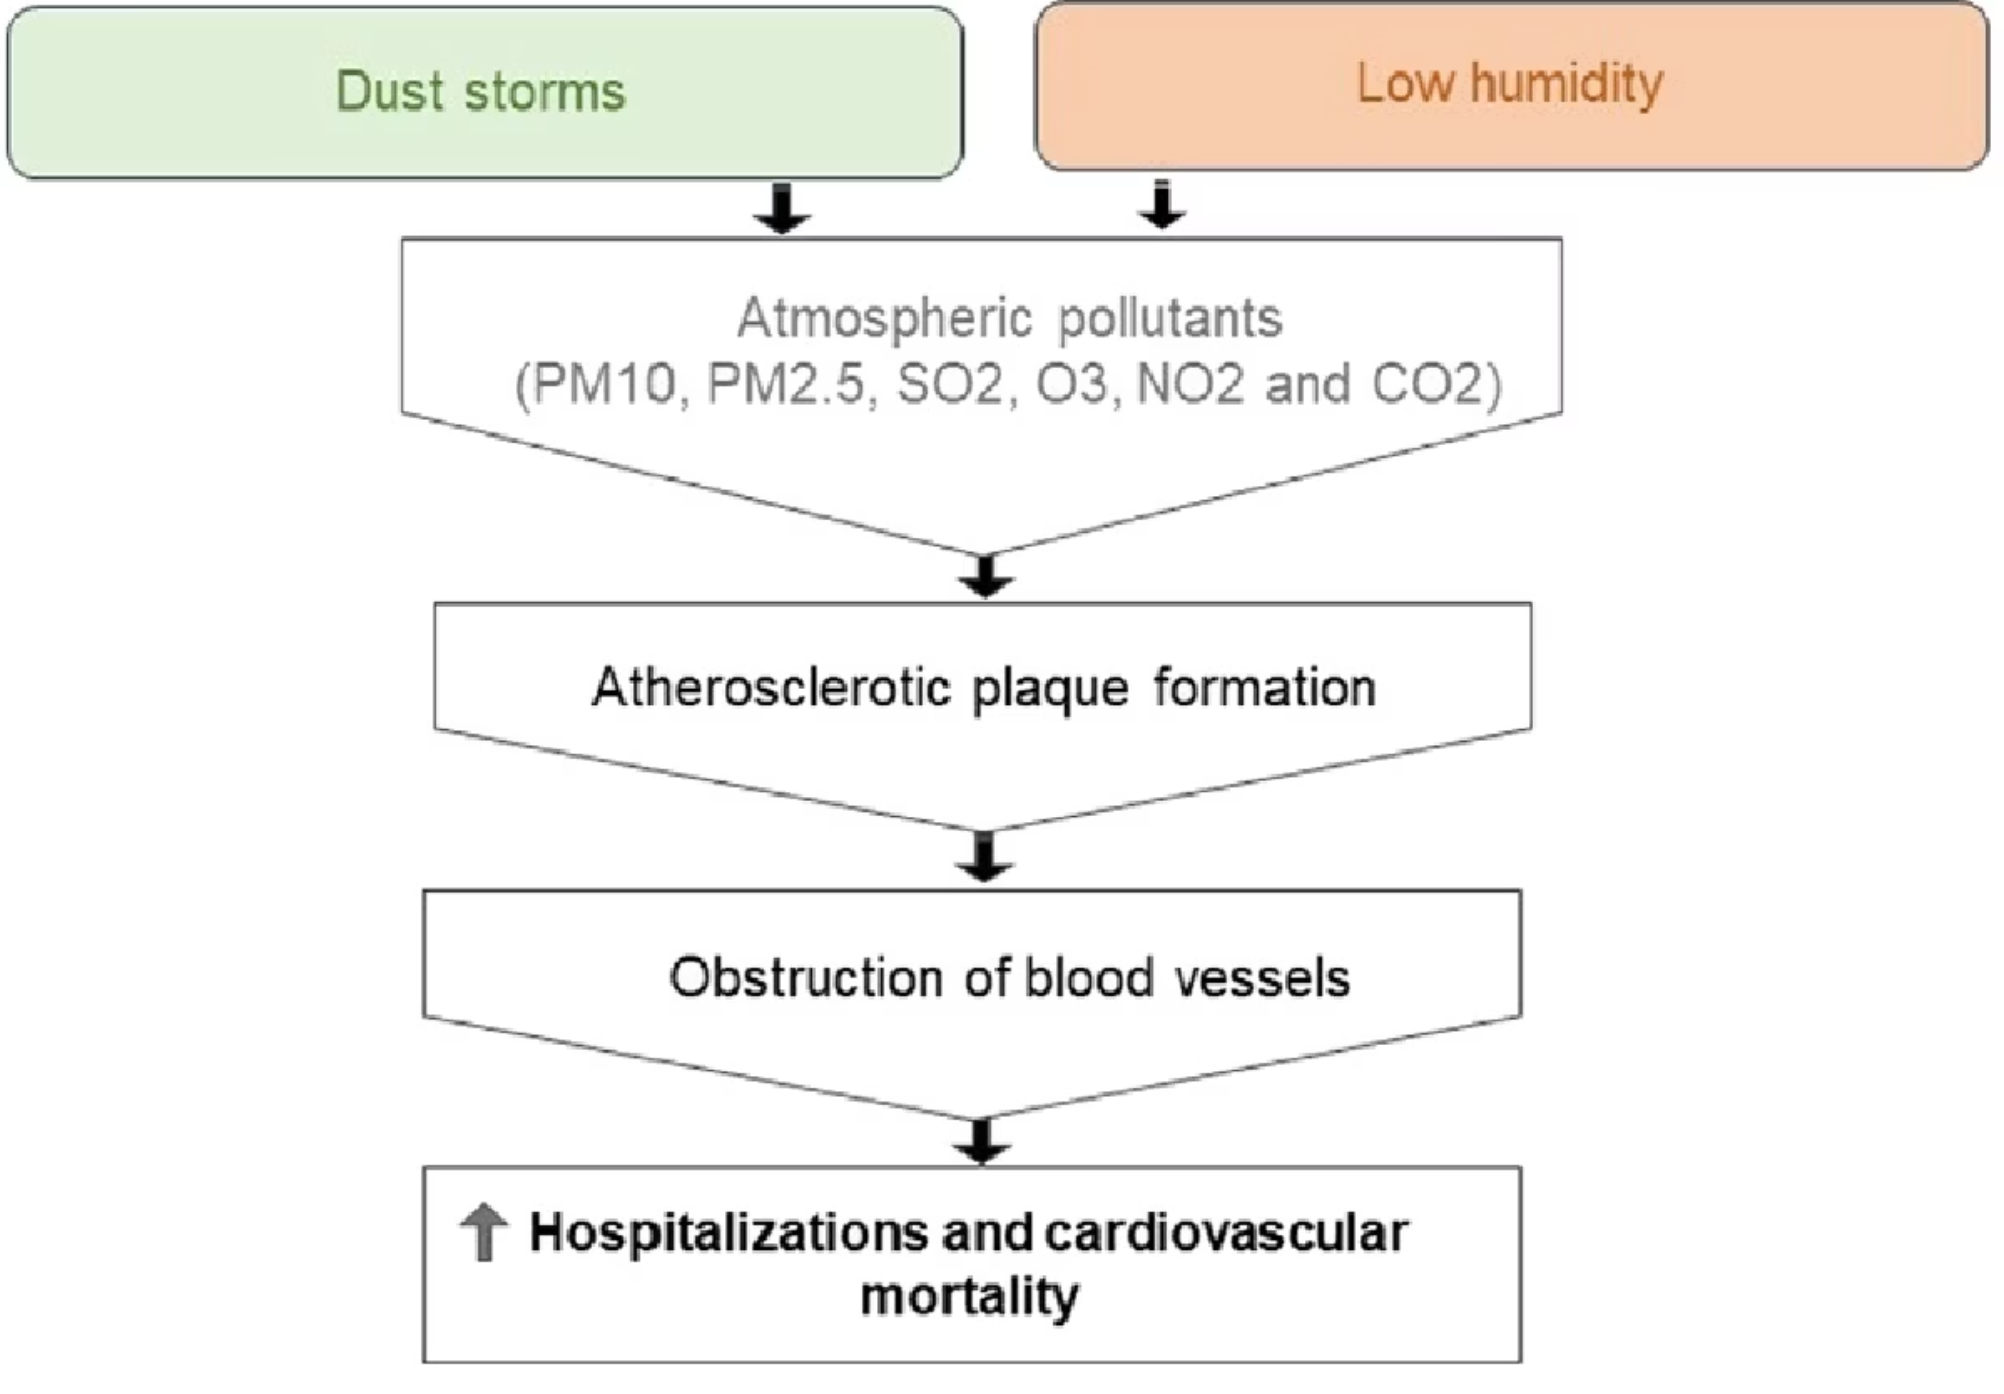 Dust storms
Low humidity
Atmospheric pollutants
(PM10, PM2.5, SO2, O3, NO2 and CO2)
Atherosclerotic plaque formation
Obstruction of blood vessels
Hospitalizations and cardiovascular
mortality